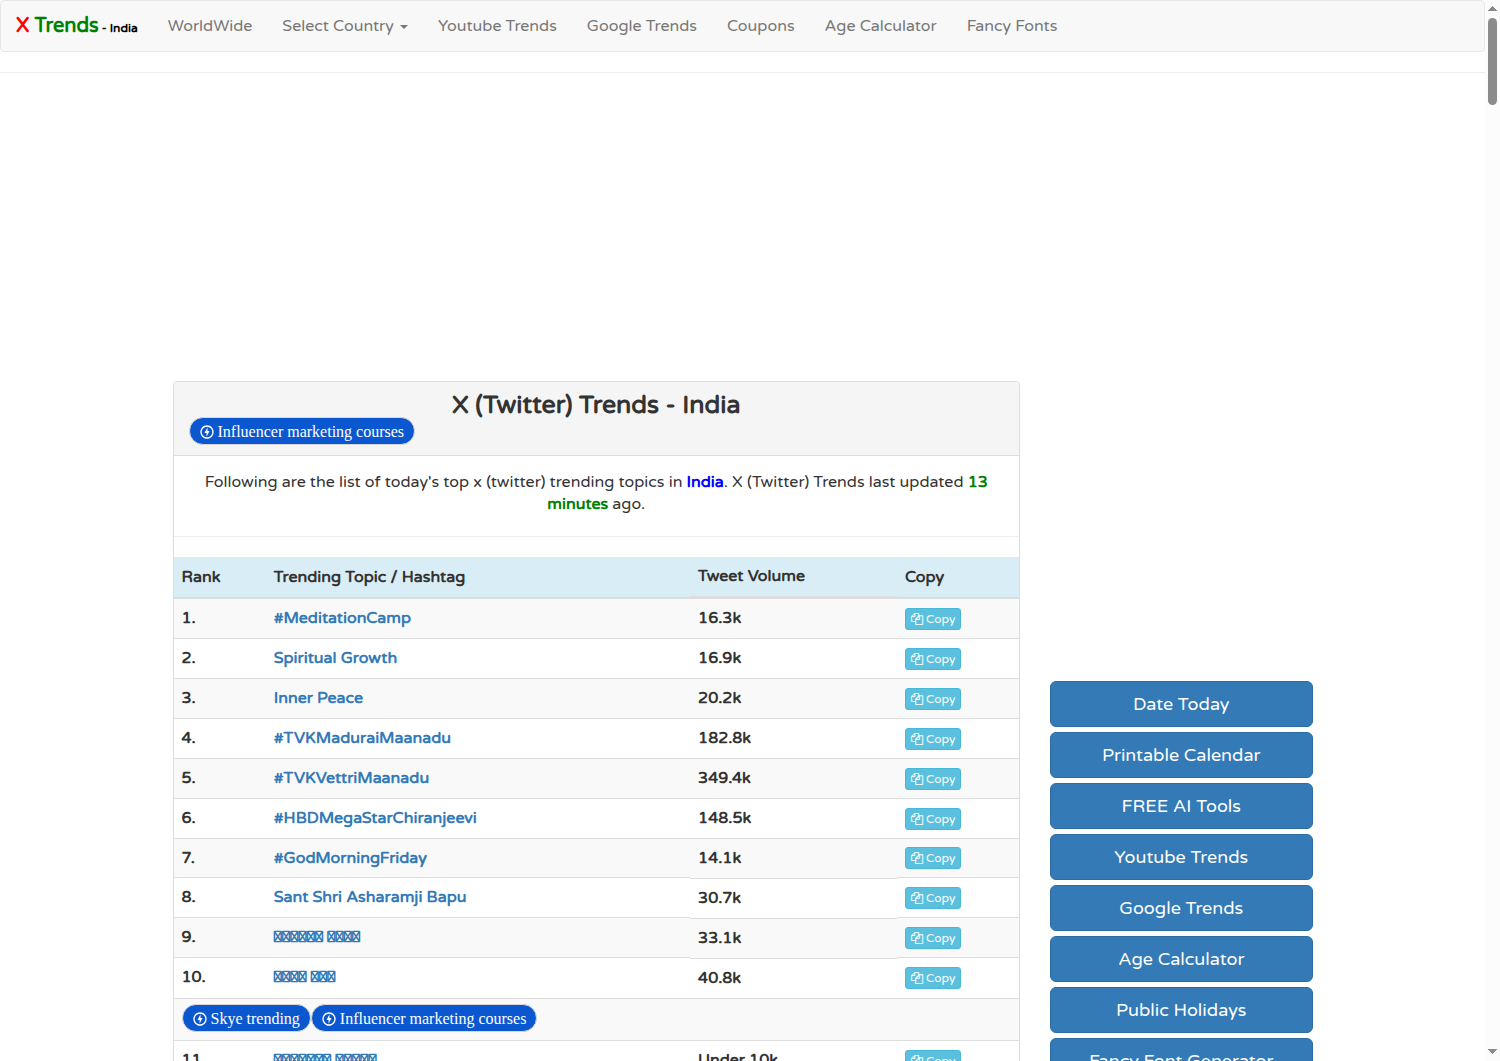 X Trends - India WorldWide Select Country Youtube Trends Google Trends Coupons Age Calculator Fancy Fonts
X (Twitter) Trends - India
Influencer marketing courses
Following are the list of today's top x (twitter) trending topics in India. X (Twitter) Trends last updated 13
minutes ago.
Rank Trending Topic / Hashtag Tweet Volume Copy
1. #MeditationCamp 16.3k Copy
2. Spiritual Growth 16.9k Copy
3. Inner Peace 20.2k Copy
4. #TVKMaduraiMaanadu 182.8k Copy
5. #TVKVettriMaanadu 349.4k Copy
6. #HBDMegaStarChiranjeevi 148.5k Copy
7. #GodMorningFriday 14.1k Copy
8. Sant Shri Asharamji Bapu 30.7k Copy
9. 33.1k Copy
10. 40.8k Copy
Skye trending Influencer marketing courses
11. Under 10k Copy
Date Today
Printable Calendar
FREE AI Tools
Youtube Trends
Google Trends
Age Calculator
Public Holidays
Fancy Font Generator